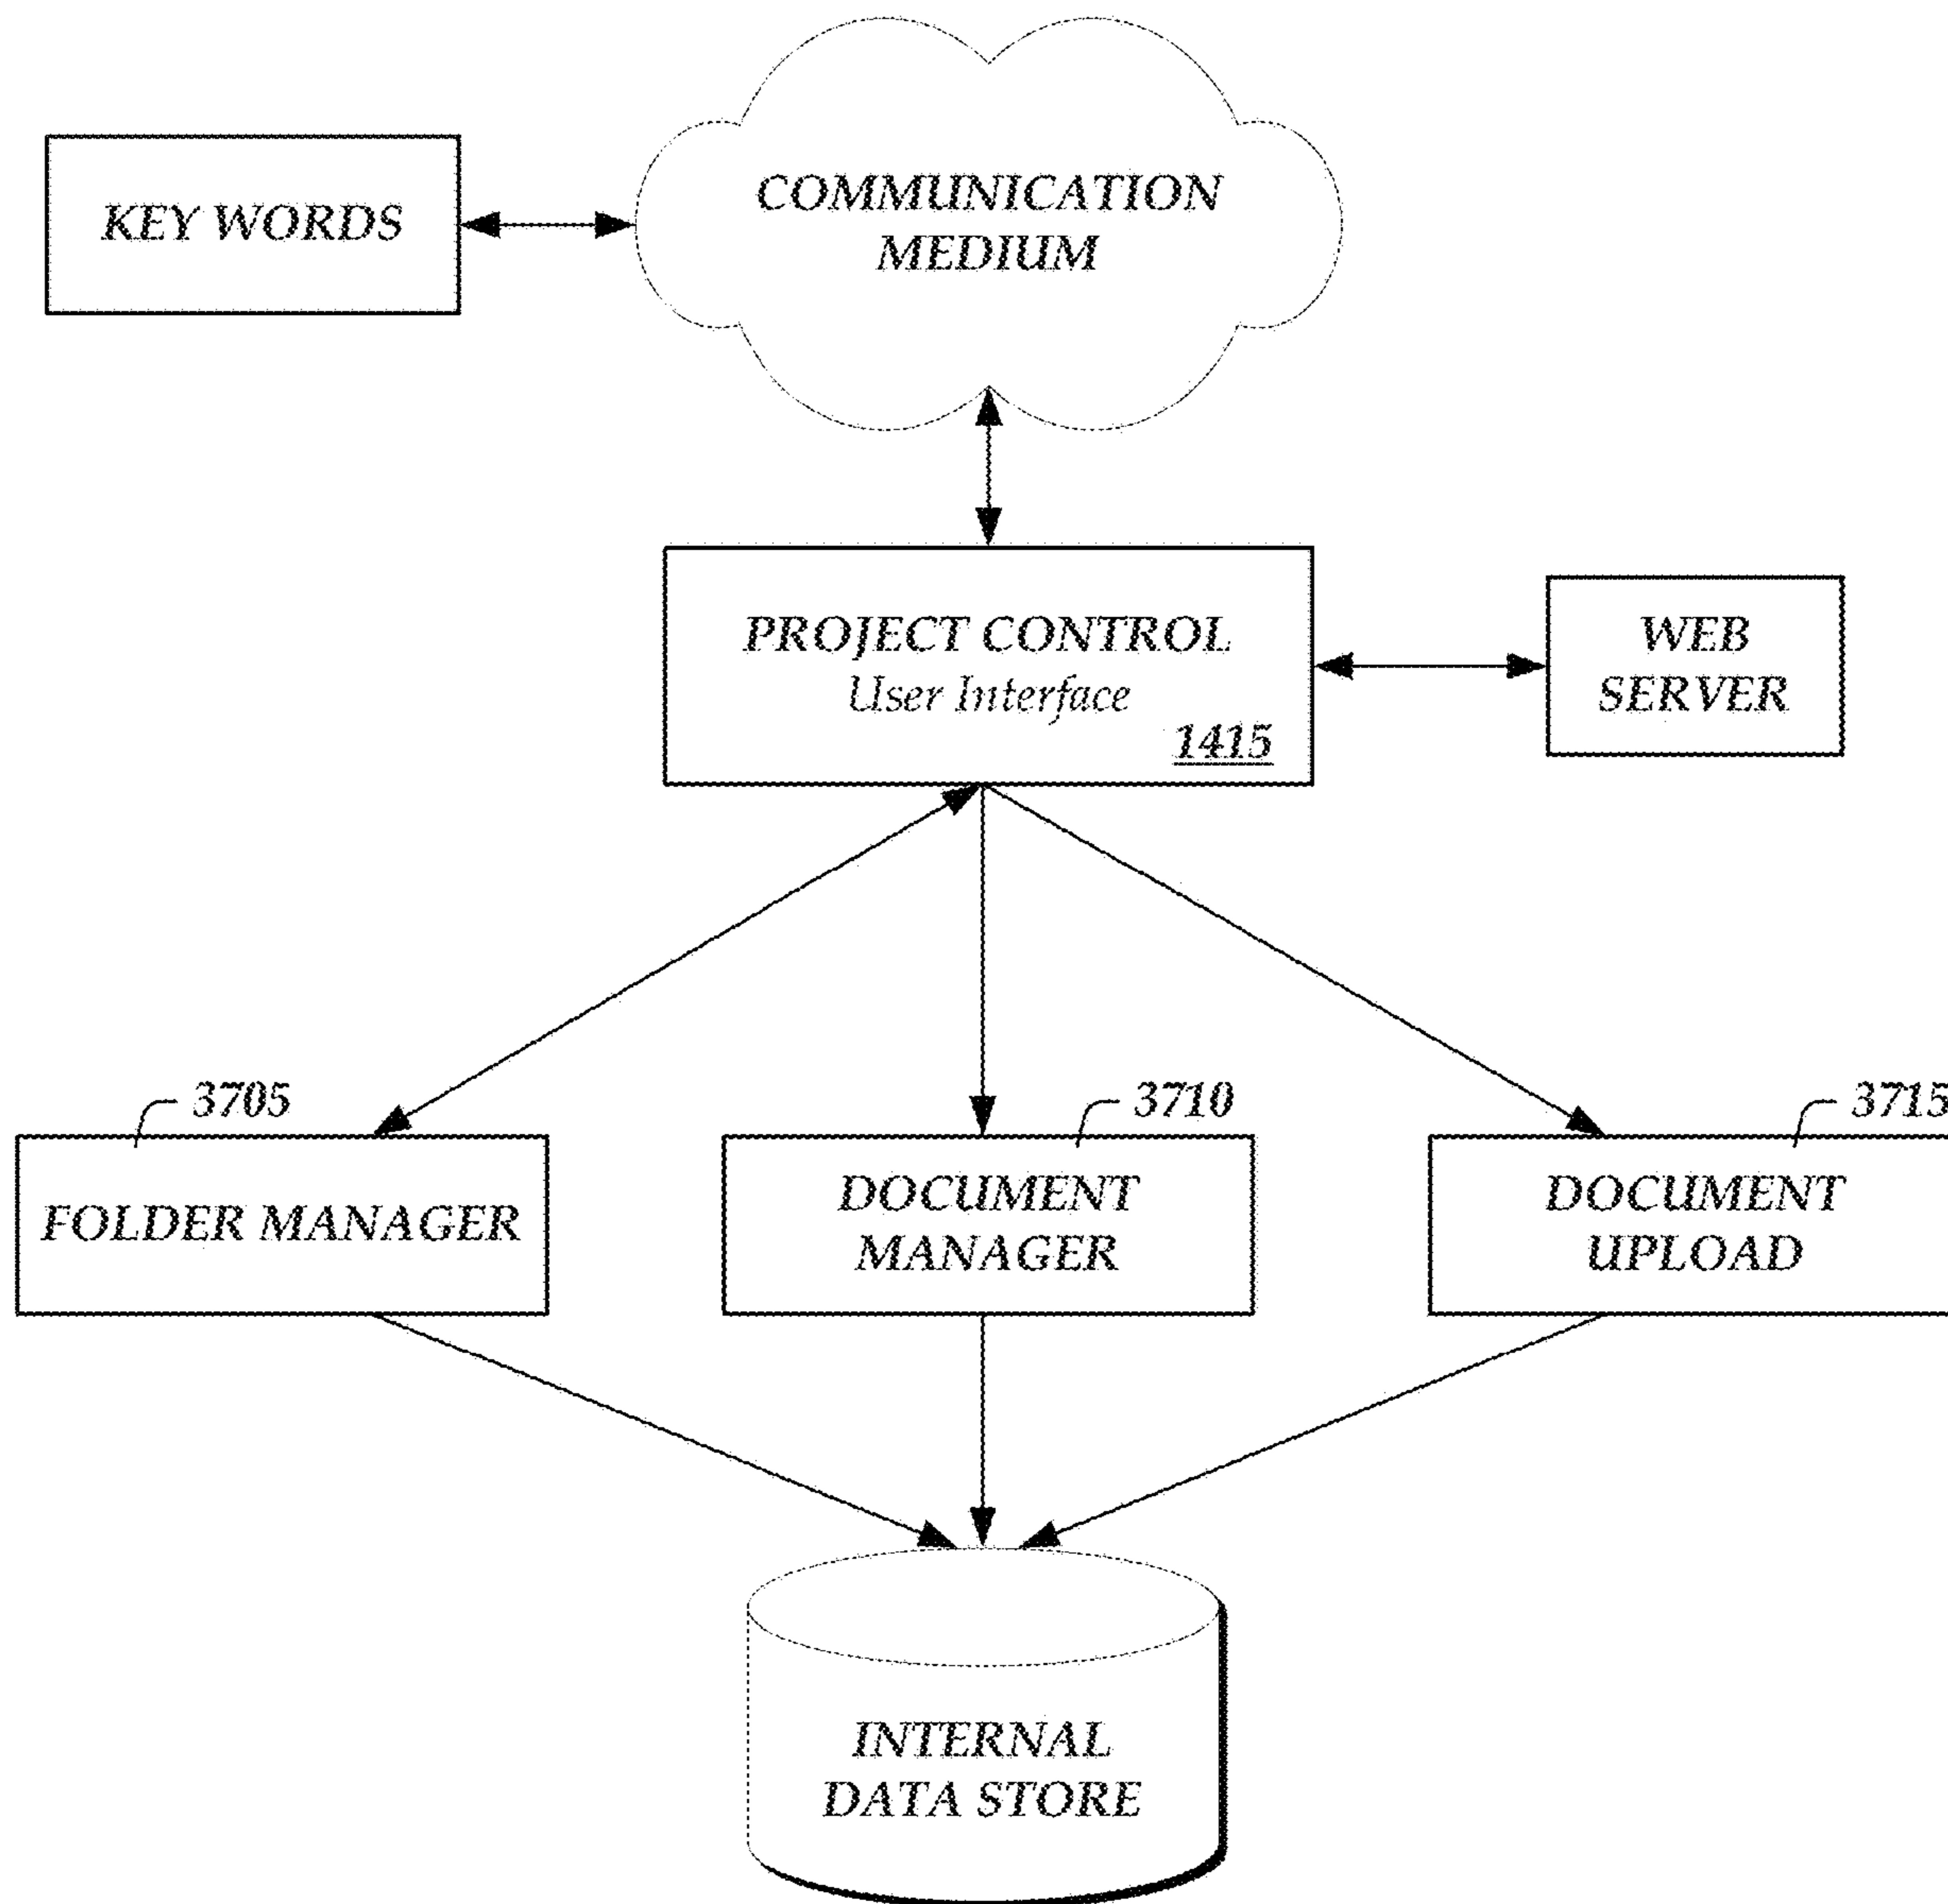 COMMUNICATION
MEDIUM
KEY WORDS
PROJECT CONTROL
User Interface
1415
WEB
SERVER
3705
FOLDER MANAGER
3710
DOCUMENT
MANAGER
3715
DOCUMENT
UPLOAD
INTERNAL
DATA STORE